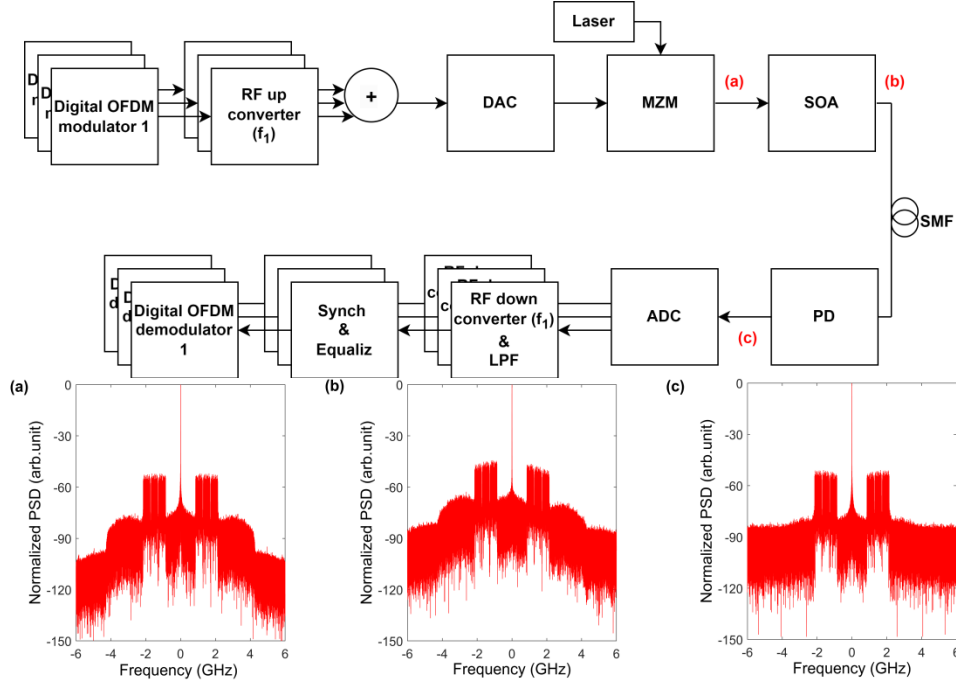 Laser
D
r
D
r
Digital OFDM
modulator 1
RF up
converter
(f1)
+
DAC
MZM
(a)
SOA
(b)
SMF
D
d
D
d
Digital OFDM
demodulator
1
Synch
&
Equaliz
RF down
converter (f1)
&
LPF
ADC
(c)
PD
(a)
Normalized PSD (arb.unit)
0
-30
-60
-90
-120
-150
-6 -4 -2 0 2 4 6
Frequency (GHz)
(b)
Normalized PSD (arb.unit)
0
-30
-60
-90
-120
-150
-6 -4 -2 0 2 4 6
Frequency (GHz)
(c)
Normalized PSD (arb.unit)
0
-30
-60
-90
-120
-150
-6 -4 -2 0 2 4 6
Frequency (GHz)